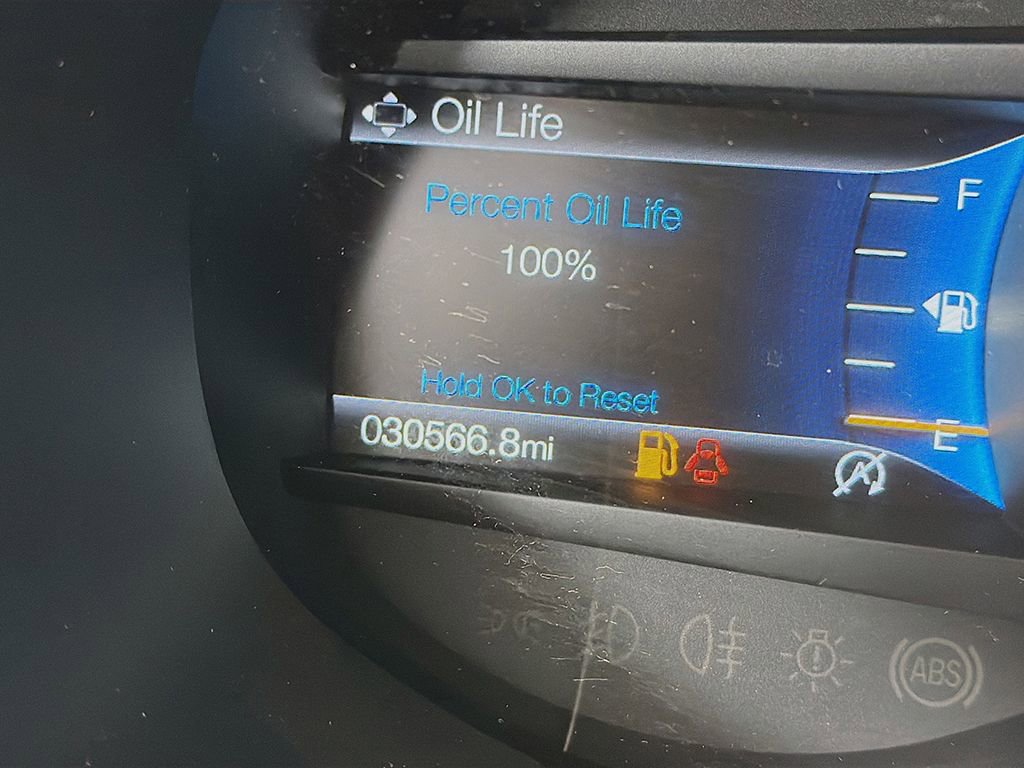 Oil Life
F
Percent Oil Life
100%
Hold OK to Reset
E
030566.8mi
ABS